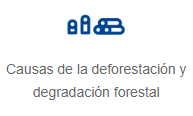 Causas de la deforestación y
degradación forestal